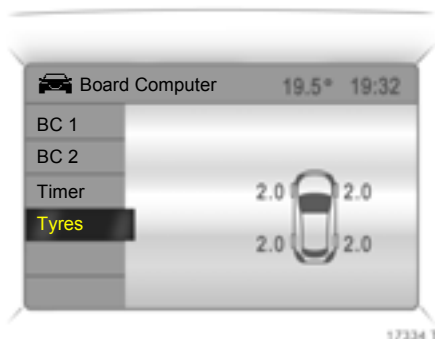 Board Computer 19.5° 19:32
BC 1
BC 2
Timer
Tyres
2.0 2.0
2.0 2.0
17334 T